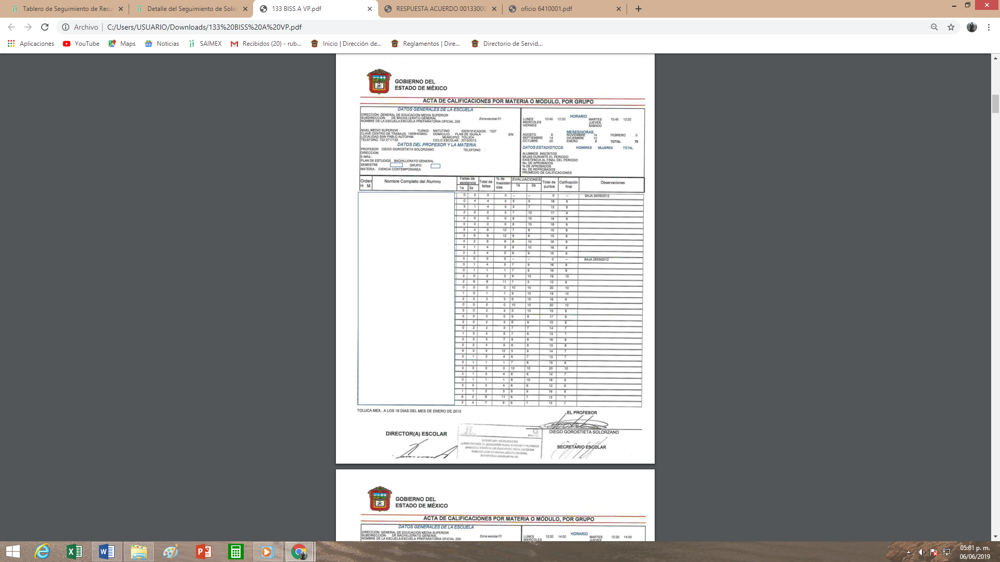 Tablero de Seguimiento de Recu
Detalle del Seguimiento de Solici
133 BISS A VP.pdf
RESPUESTA ACUERDO 00133000
oficio 6410001.pdf
Archivo | C:/Users/USUARIO/Downloads/133%20BISS%20A%20VP.pdf
Aplicaciones YouTube Maps Noticias SAIMEX Recibidos (20) - rub... Inicio | Dirección de... Reglamentos | Dire... Directorio de Servid...
GOBIERNO DEL
ESTADO DE MÉXICO
ACTA DE CALIFICACIONES POR MATERIA O MÓDULO, POR GRUPO
DATOS GENERALES DE LA ESCUELA
DIRECCIÓN: GENERAL DE EDUCACIÓN MEDIA SUPERIOR
SUBDIRECCIÓN: DE BACHILLERATO GENERAL Zona escolar:01
NOMBRE DE LA ESCUELA:ESCUELA PREPARATORIA OFICIAL 209
NIVEL:MEDIO SUPERIOR TURNO: MATUTINO IDENTIFICADOR : 1527
CLAVE CENTRO DE TRABAJO: 15EBH0390U DOMICILIO: PLAN DE IGUALA S/N
LOCALIDAD:SAN PABLO AUTOPAN MUNICIPIO: TOLUCA
TELEFONO: 722 2717132 CICLO ESCOLAR : 2012/2013
DATOS DEL PROFESOR Y LA MATERIA
PROFESOR: DIEGO GOROSTIETA SOLORZANO TELEFONO:
DIRECCION:
E-MAIL:
PLAN DE ESTUDIOS BACHILLERATO GENERAL
SEMESTRE GRUPO:
MATERIA : CIENCIA CONTEMPORANEA
HORARIO
LUNES 10:40 12:20 MARTES 10:40 12:20
MIERCOLES JUEVES
VIERNES SABADO
MESES/HORAS
AGOSTO 8 NOVIEMBRE 14 FEBRERO 0
SEPTIEMBRE 14 DICIEMBRE 12
OCTUBRE 20 ENERO 8 TOTAL 76
DATOS ESTADISTICOS HOMBRES MUJERES TOTAL
ALUMNOS INSCRITOS
BAJAS DURANTE EL PERIODO
EXISTENCIA AL FINAL DEL PERIODO
No. DE APROBADOS
% DE APROBADOS
No. DE REPROBADOS
PROMEDIO DE CALIFICACIONES
Orden H M Nombre Completo del Alumno Faltas de asistencia 1a 2a Total de faltas % de Inasisten cias EVALUACIONES 1a 2a Total de puntos Calificación final Observaciones
0 0 0 0 -- -- 0 -- BAJA 26/09/2012
0 4 4 5 9 9 18 9
3 1 4 5 5 7 12 6
2 0 2 3 7 10 17 9
0 0 0 0 8 10 18 9
0 0 0 0 8 10 18 9
5 4 9 12 7 8 15 8
3 6 9 12 9 6 15 8
4 2 6 8 6 10 16 8
3 1 4 5 8 10 18 9
2 2 4 5 6 9 15 8
0 0 0 0 -- -- 0 -- BAJA 28/09/2012
3 1 4 5 7 9 16 8
0 1 1 1 7 9 16 8
2 0 2 3 9 10 19 10
2 6 8 11 7 5 12 6
0 0 0 0 10 10 20 10
1 0 1 1 9 10 19 10
2 0 2 3 6 10 16 8
0 0 0 0 10 10 20 10
2 0 2 3 5 10 15 8
0 0 0 0 9 8 17 9
2 0 2 3 6 9 15 8
0 2 2 3 7 7 14 7
1 3 4 5 7 6 13 7
2 3 5 7 8 8 16 8
2 2 4 5 6 9 15 8
6 3 9 12 5 9 14 7
2 1 3 4 6 7 13 7
0 1 1 1 7 8 15 8
0 0 0 0 10 10 20 10
2 1 3 4 6 8 14 7
0 1 1 1 8 10 18 9
3 0 3 4 6 6 12 6
1 1 2 3 9 9 18 9
6 2 8 11 6 7 13 7
3 4 7 9 6 7 13 7
TOLUCA MEX., A LOS 18 DIAS DEL MES DE ENERO DE 2013
EL PROFESOR
DIEGO GOROSTIETA SOLORZANO
DIRECTOR(A) ESCOLAR
SECRETARÍA DE EDUCACIÓN
SUBSECRETARÍA DE EDUCACIÓN MEDIA SUPERIOR Y SUPERIOR
DIRECCIÓN GENERAL DE EDUCACIÓN MEDIA SUPERIOR
SUBDIRECCIÓN DE BACHILLERATO GENERAL
SUPERVISIÓN ESCOLAR No. 01
SECRETARIO ESCOLAR
GOBIERNO DEL
ESTADO DE MÉXICO
ACTA DE CALIFICACIONES POR MATERIA O MÓDULO, POR GRUPO
DATOS GENERALES DE LA ESCUELA
DIRECCIÓN: GENERAL DE EDUCACIÓN MEDIA SUPERIOR
SUBDIRECCIÓN: DE BACHILLERATO GENERAL Zona escolar:01
NOMBRE DE LA ESCUELA:ESCUELA PREPARATORIA OFICIAL 209
HORARIO
LUNES 12:20 14:00 MARTES 12:20 14:00
MIERCOLES JUEVES
05:01 p. m.
06/06/2019